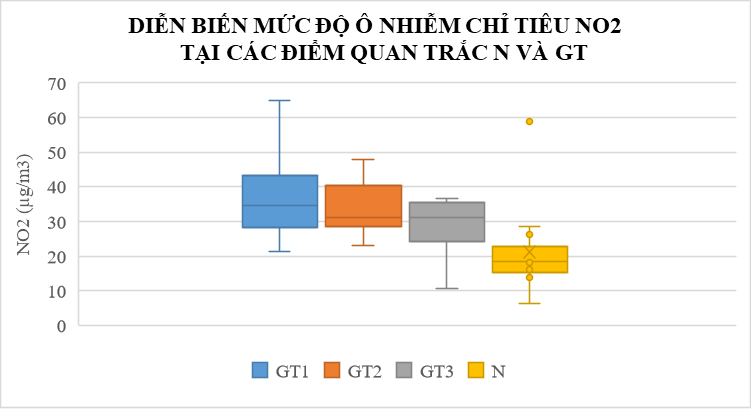 DIỄN BIẾN MỨC ĐỘ Ô NHIỄM CHỈ TIÊU NO2
TẠI CÁC ĐIỂM QUAN TRẮC N VÀ GT
NO2 (µg/m3)
70
60
50
40
30
20
10
0
GT1 GT2 GT3 N